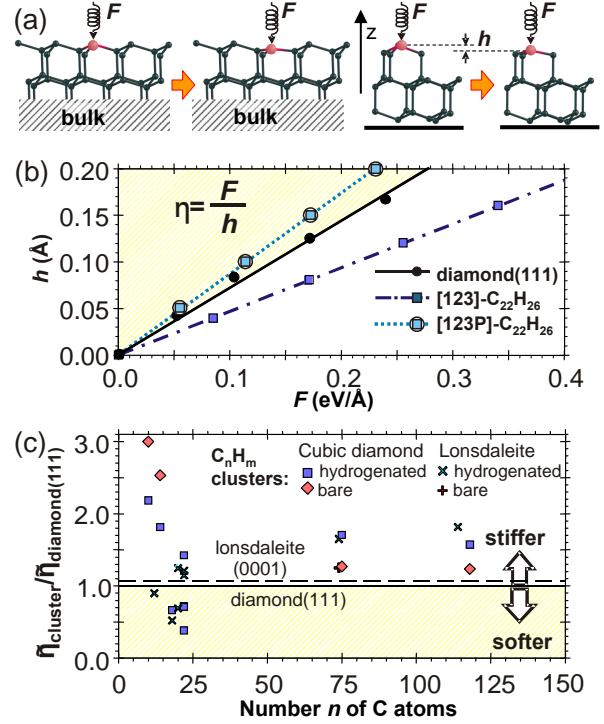 (a)
F
F
F
F
z
h
bulk
bulk
(b)
0.20
0.15
0.10
0.05
0.00
h (Å)
η= F
h
diamond(111)
[123]-C₂₂H₂₆
[123P]-C₂₂H₂₆
0.0 0.1 0.2 0.3 0.4
F (eV/Å)
(c)
3.0
2.0
1.0
0.0
η̃cluster/η̃diamond(111)
CₙHₘ
clusters:
Cubic diamond
hydrogenated
bare
Lonsdaleite
hydrogenated
bare
lonsdaleite
(0001)
diamond(111)
stiffer
softer
0 25 50 75 100 125 150
Number n of C atoms